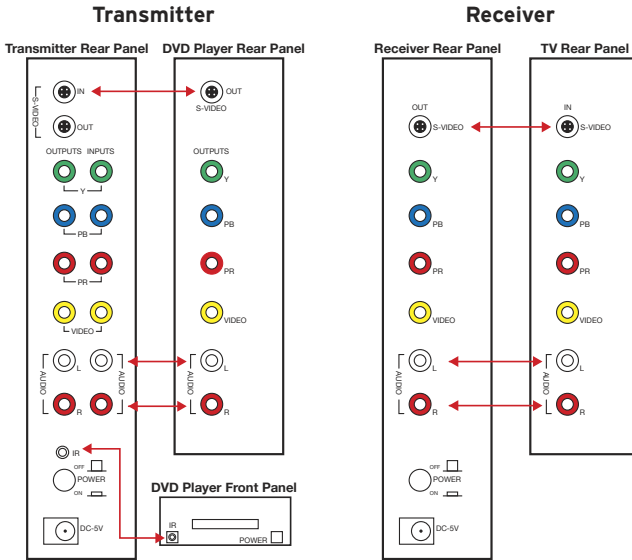 Transmitter
Receiver
Transmitter Rear Panel
DVD Player Rear Panel
Receiver Rear Panel
TV Rear Panel
S-VIDEO
IN
OUT
OUTPUTS INPUTS
Y
PB
PR
VIDEO
AUDIO
L
R
AUDIO
IR
OFF
POWER
ON
DC-5V
OUT
S-VIDEO
OUTPUTS
Y
PB
PR
VIDEO
AUDIO
L
R
DVD Player Front Panel
IR
POWER
OUT
S-VIDEO
Y
PB
PR
VIDEO
AUDIO
L
R
OFF
POWER
ON
DC-5V
IN
S-VIDEO
Y
PB
PR
VIDEO
AUDIO
L
R